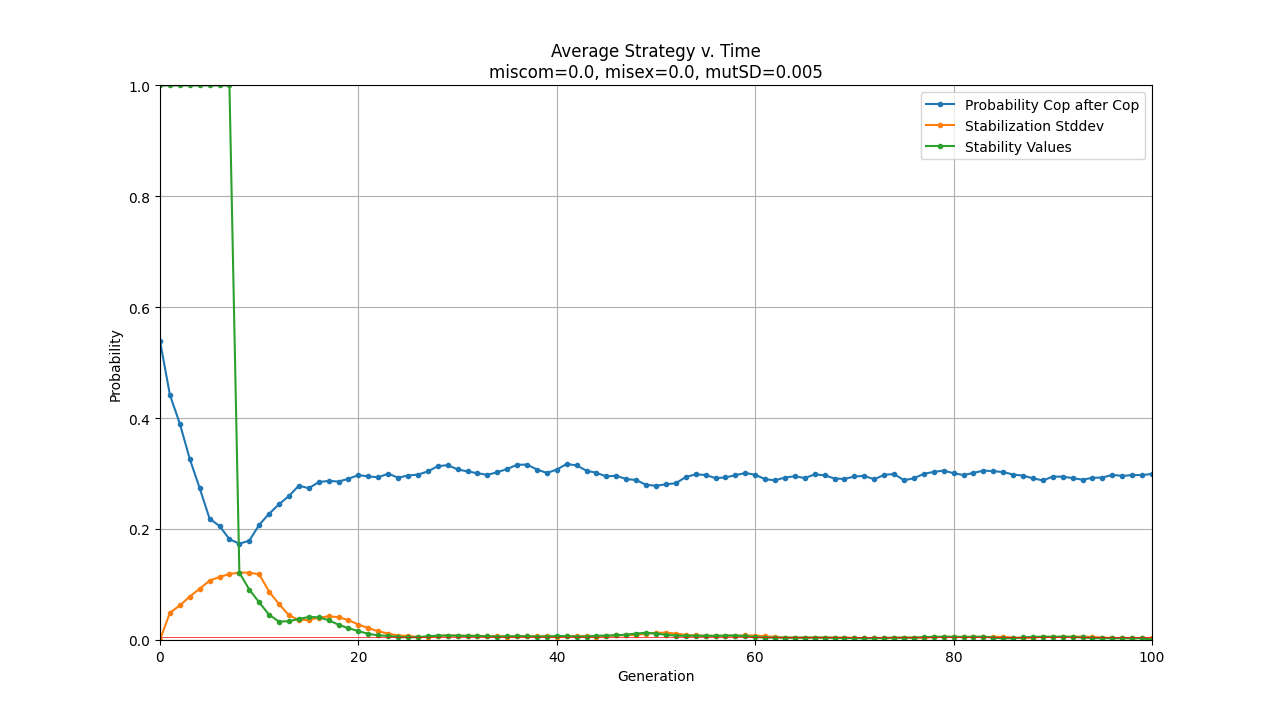 Average Strategy v. Time
miscom=0.0, misex=0.0, mutSD=0.005
Probability Cop after Cop
Stabilization Stddev
Stability Values
Probability
1.0
0.8
0.6
0.4
0.2
0.0
0 20 40 60 80 100
Generation